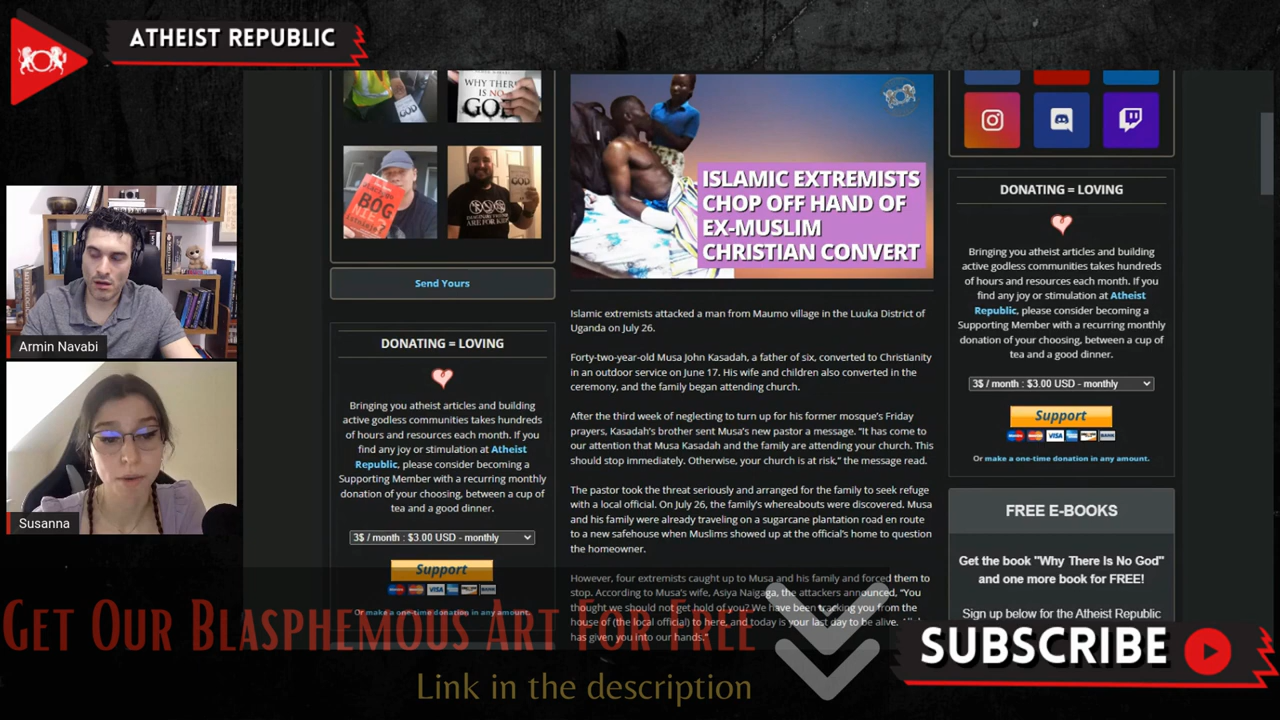 ATHEIST REPUBLIC
WHY THERE
IS NO
GOD
GOD
BÓG
GOD
Send Yours
DONATING = LOVING
Bringing you atheist articles and building
active godless communities takes hundreds
of hours and resources each month. If you
find any joy or stimulation at Atheist
Republic, please consider becoming a
Supporting Member with a recurring monthly
donation of your choosing, between a cup of
tea and a good dinner.
3$ / month : $3.00 USD - monthly
Support
VISA
Or make a one-time donation in any amount.
ISLAMIC EXTREMISTS
CHOP OFF HAND OF
EX-MUSLIM
CHRISTIAN CONVERT
Islamic extremists attacked a man from Maumo village in the Luuka District of
Uganda on July 26.
Forty-two-year-old Musa John Kasadah, a father of six, converted to Christianity
in an outdoor service on June 17. His wife and children also converted in the
ceremony, and the family began attending church.
After the third week of neglecting to turn up for his former mosque's Friday
prayers, Kasadah's brother sent Musa's new pastor a message. "It has come to
our attention that Musa Kasadah and the family are attending your church. This
should stop immediately. Otherwise, your church is at risk," the message read.
The pastor took the threat seriously and arranged for the family to seek refuge
with a local official. On July 26, the family's whereabouts were discovered. Musa
and his family were already traveling on a sugarcane plantation road en route
to a new safehouse when Muslims showed up at the official's home to question
the homeowner.
However, four extremists caught up to Musa and his family and forced them to
stop. According to Musa's wife, Asiya Naigaga, the attackers announced, "You
thought we should not get hold of you? We have been tracking you from the
house of (the local official) to here, and today is your last day to be alive.
has given you into our hands."
DONATING = LOVING
Bringing you atheist articles and building
active godless communities takes hundreds
of hours and resources each month. If you
find any joy or stimulation at Atheist
Republic, please consider becoming a
Supporting Member with a recurring monthly
donation of your choosing, between a cup of
tea and a good dinner.
3$ / month : $3.00 USD - monthly
Support
VISA
Or make a one-time donation in any amount.
FREE E-BOOKS
Get the book "Why There Is No God"
and one more book for FREE!
Sign up below for the Atheist Republic
Armin Navabi
Susanna
GET OUR BLASPHEMOUS ART FOR FREE
Link in the description
SUBSCRIBE